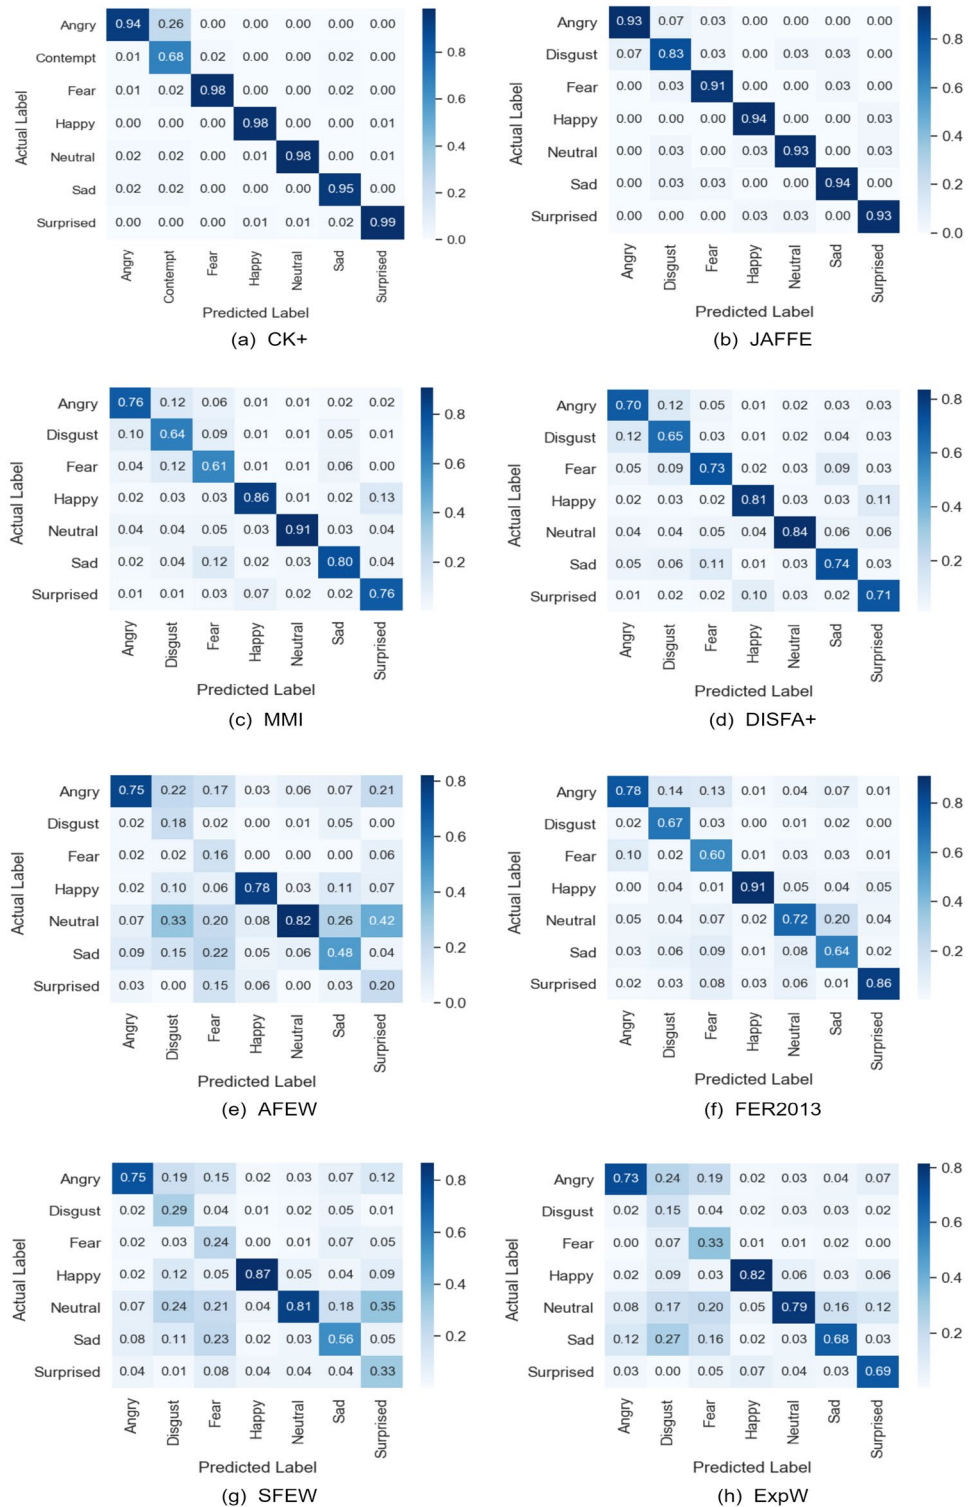 Actual Label
Angry 0.94 0.26 0.00 0.00 0.00 0.00 0.00
Contempt 0.01 0.68 0.02 0.00 0.00 0.02 0.00
Fear 0.01 0.02 0.98 0.00 0.00 0.02 0.00
Happy 0.00 0.00 0.00 0.98 0.00 0.00 0.01
Neutral 0.02 0.02 0.00 0.01 0.98 0.00 0.01
Sad 0.02 0.02 0.00 0.00 0.00 0.95 0.00
Surprised 0.00 0.00 0.00 0.01 0.01 0.02 0.99
Angry Contempt Fear Happy Neutral Sad Surprised
0.8
0.6
0.4
0.2
0.0
Predicted Label
(a) CK+
Actual Label
Angry 0.93 0.07 0.03 0.00 0.00 0.00 0.00
Disgust 0.07 0.83 0.03 0.00 0.03 0.03 0.00
Fear 0.00 0.03 0.91 0.00 0.00 0.03 0.00
Happy 0.00 0.00 0.00 0.94 0.00 0.00 0.03
Neutral 0.00 0.03 0.00 0.03 0.93 0.00 0.03
Sad 0.00 0.03 0.03 0.00 0.00 0.94 0.00
Surprised 0.00 0.00 0.00 0.03 0.03 0.00 0.93
Angry Disgust Fear Happy Neutral Sad Surprised
0.8
0.6
0.4
0.2
0.0
Predicted Label
(b) JAFFE
Actual Label
Angry 0.76 0.12 0.06 0.01 0.01 0.02 0.02
Disgust 0.10 0.64 0.09 0.01 0.01 0.05 0.01
Fear 0.04 0.12 0.61 0.01 0.01 0.06 0.00
Happy 0.02 0.03 0.03 0.86 0.01 0.02 0.13
Neutral 0.04 0.04 0.05 0.03 0.91 0.03 0.04
Sad 0.02 0.04 0.12 0.02 0.03 0.80 0.04
Surprised 0.01 0.01 0.03 0.07 0.02 0.02 0.76
Angry Disgust Fear Happy Neutral Sad Surprised
0.8
0.6
0.4
0.2
Predicted Label
(c) MMI
Actual Label
Angry 0.70 0.12 0.05 0.01 0.02 0.03 0.03
Disgust 0.12 0.65 0.03 0.01 0.02 0.04 0.03
Fear 0.05 0.09 0.73 0.02 0.03 0.09 0.03
Happy 0.02 0.03 0.02 0.81 0.03 0.03 0.11
Neutral 0.04 0.04 0.05 0.04 0.84 0.06 0.06
Sad 0.05 0.06 0.11 0.01 0.03 0.74 0.03
Surprised 0.01 0.02 0.02 0.10 0.03 0.02 0.71
Angry Disgust Fear Happy Neutral Sad Surprised
0.8
0.6
0.4
0.2
Predicted Label
(d) DISFA+
Actual Label
Angry 0.75 0.22 0.17 0.03 0.06 0.07 0.21
Disgust 0.02 0.18 0.02 0.00 0.01 0.05 0.00
Fear 0.02 0.02 0.16 0.00 0.00 0.00 0.06
Happy 0.02 0.10 0.06 0.78 0.03 0.11 0.07
Neutral 0.07 0.33 0.20 0.08 0.82 0.26 0.42
Sad 0.09 0.15 0.22 0.05 0.06 0.48 0.04
Surprised 0.03 0.00 0.15 0.06 0.00 0.03 0.20
Angry Disgust Fear Happy Neutral Sad Surprised
0.8
0.6
0.4
0.2
0.0
Predicted Label
(e) AFEW
Actual Label
Angry 0.78 0.14 0.13 0.01 0.04 0.07 0.01
Disgust 0.02 0.67 0.03 0.00 0.01 0.02 0.00
Fear 0.10 0.02 0.60 0.01 0.03 0.03 0.01
Happy 0.00 0.04 0.01 0.91 0.05 0.04 0.05
Neutral 0.05 0.04 0.07 0.02 0.72 0.20 0.04
Sad 0.03 0.06 0.09 0.01 0.08 0.64 0.02
Surprised 0.02 0.03 0.08 0.03 0.06 0.01 0.86
Angry Disgust Fear Happy Neutral Sad Surprised
0.8
0.6
0.4
0.2
Predicted Label
(f) FER2013
Actual Label
Angry 0.75 0.19 0.15 0.02 0.03 0.07 0.12
Disgust 0.02 0.29 0.04 0.01 0.02 0.05 0.01
Fear 0.02 0.03 0.24 0.00 0.01 0.07 0.05
Happy 0.02 0.12 0.05 0.87 0.05 0.04 0.09
Neutral 0.07 0.24 0.21 0.04 0.81 0.18 0.35
Sad 0.08 0.11 0.23 0.02 0.03 0.56 0.05
Surprised 0.04 0.01 0.08 0.04 0.04 0.04 0.33
Angry Disgust Fear Happy Neutral Sad Surprised
0.8
0.6
0.4
0.2
Predicted Label
(g) SFEW
Actual Label
Angry 0.73 0.24 0.19 0.02 0.03 0.04 0.07
Disgust 0.02 0.15 0.04 0.02 0.03 0.03 0.02
Fear 0.00 0.07 0.33 0.01 0.01 0.02 0.00
Happy 0.02 0.09 0.03 0.82 0.06 0.03 0.06
Neutral 0.08 0.17 0.20 0.05 0.79 0.16 0.12
Sad 0.12 0.27 0.16 0.02 0.03 0.68 0.03
Surprised 0.03 0.00 0.05 0.07 0.04 0.03 0.69
Angry Disgust Fear Happy Neutral Sad Surprised
0.8
0.6
0.4
0.2
Predicted Label
(h) ExpW